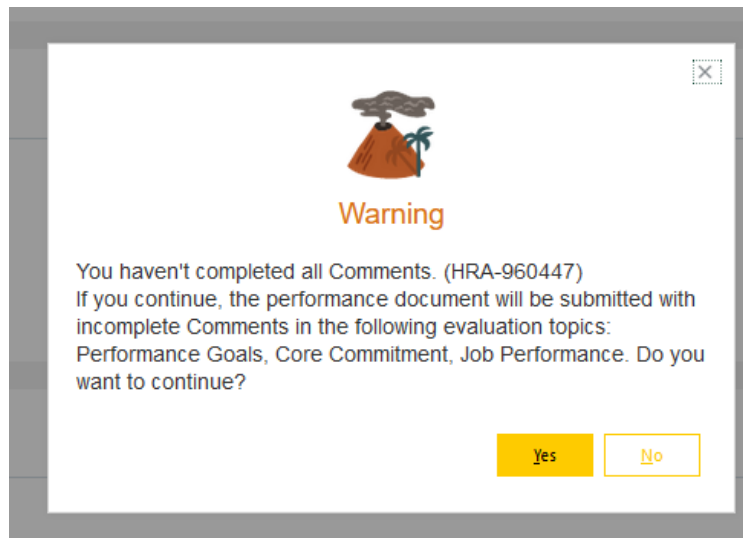 Warning
You haven't completed all Comments. (HRA-960447)
If you continue, the performance document will be submitted with
incomplete Comments in the following evaluation topics:
Performance Goals, Core Commitment, Job Performance. Do you
want to continue?
Yes
No